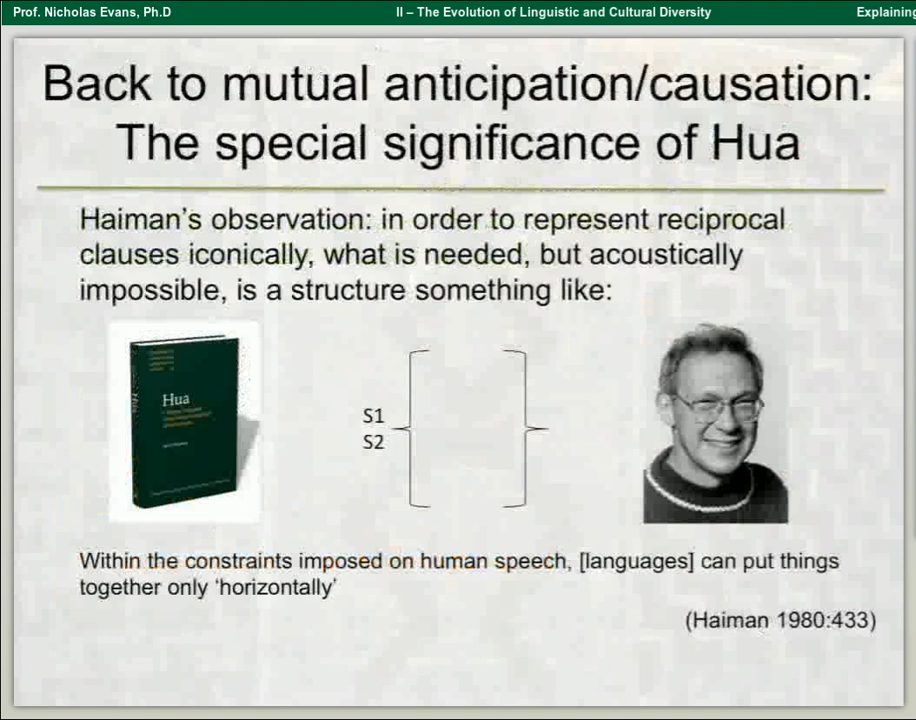 Prof. Nicholas Evans, Ph.D
II – The Evolution of Linguistic and Cultural Diversity
Explaining
Back to mutual anticipation/causation:
The special significance of Hua
Haiman’s observation: in order to represent reciprocal
clauses iconically, what is needed, but acoustically
impossible, is a structure something like:
Hua
S1
S2
Within the constraints imposed on human speech, [languages] can put things
together only ‘horizontally’
(Haiman 1980:433)